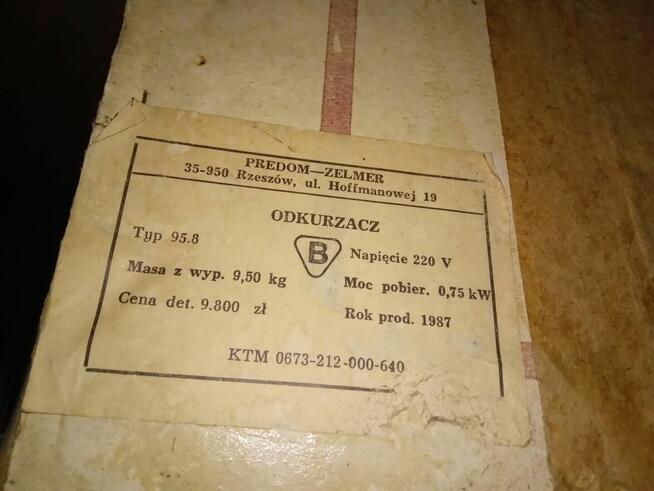 PREDOM—ZELMER
35-950 Rzeszów, ul. Hoffmanowej 19
ODKURZACZ
Typ 95.8
B
Napięcie 220 V
Masa z wyp. 9,50 kg
Moc pobier. 0,75 kW
Cena det. 9.800 zł
Rok prod. 1987
KTM 0673-212-000-640